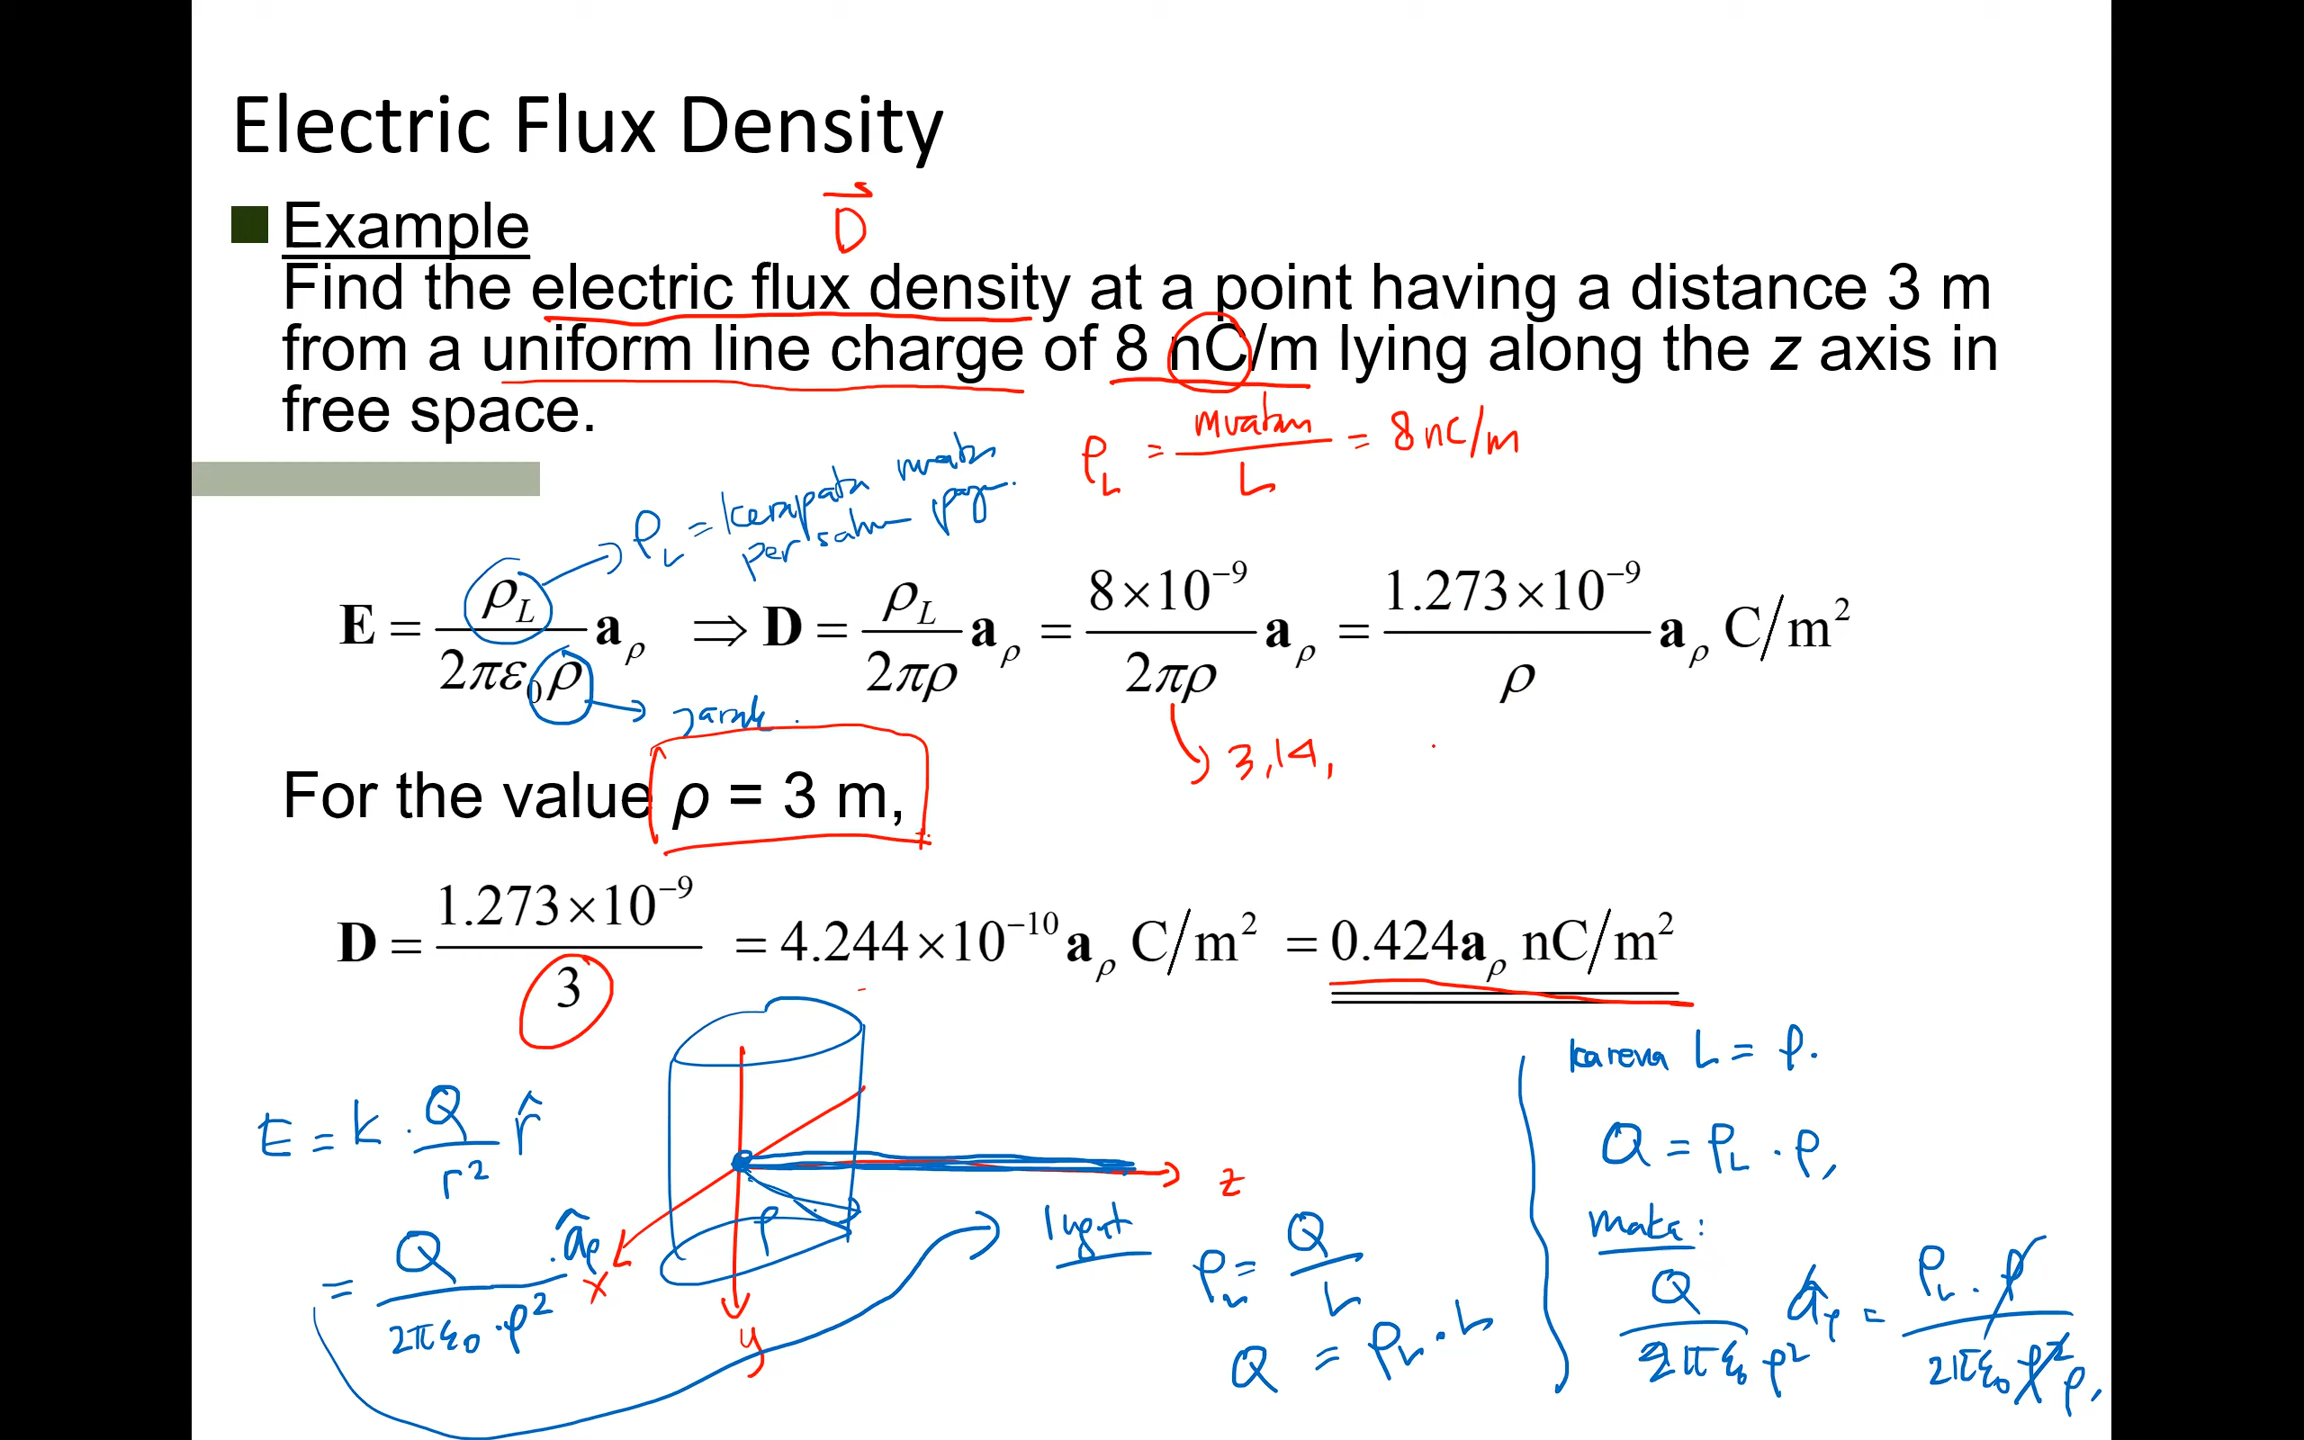 Electric Flux Density
Example
D
Find the electric flux density at a point having a distance 3 m
from a uniform line charge of 8 nC/m lying along the z axis in
free space.
ρL = muatan / L = 8 nC/m
ρL = kerapatan muatan
per satuan
E = ρL / 2πε0ρ aρ ⇒ D = ρL / 2πρ aρ = 8×10⁻⁹ / 2πρ aρ = 1.273×10⁻⁹ / ρ aρ C/m²
jarak.
3,14,
For the value ρ = 3 m,
D = 1.273×10⁻⁹ / 3 = 4.244×10⁻¹⁰ aρ C/m² = 0.424aρ nC/m²
E = k · Q / r² r̂
= Q / 2πε0 · ρ² · âρ
x
y
z
ρ
ρL = Q / L
Q = ρL · L
karena L = ρ.
Q = ρL · ρ,
maka:
Q / 2πε0 ρ² âρ = ρL · ρ / 2πε0 ρ² ρ,